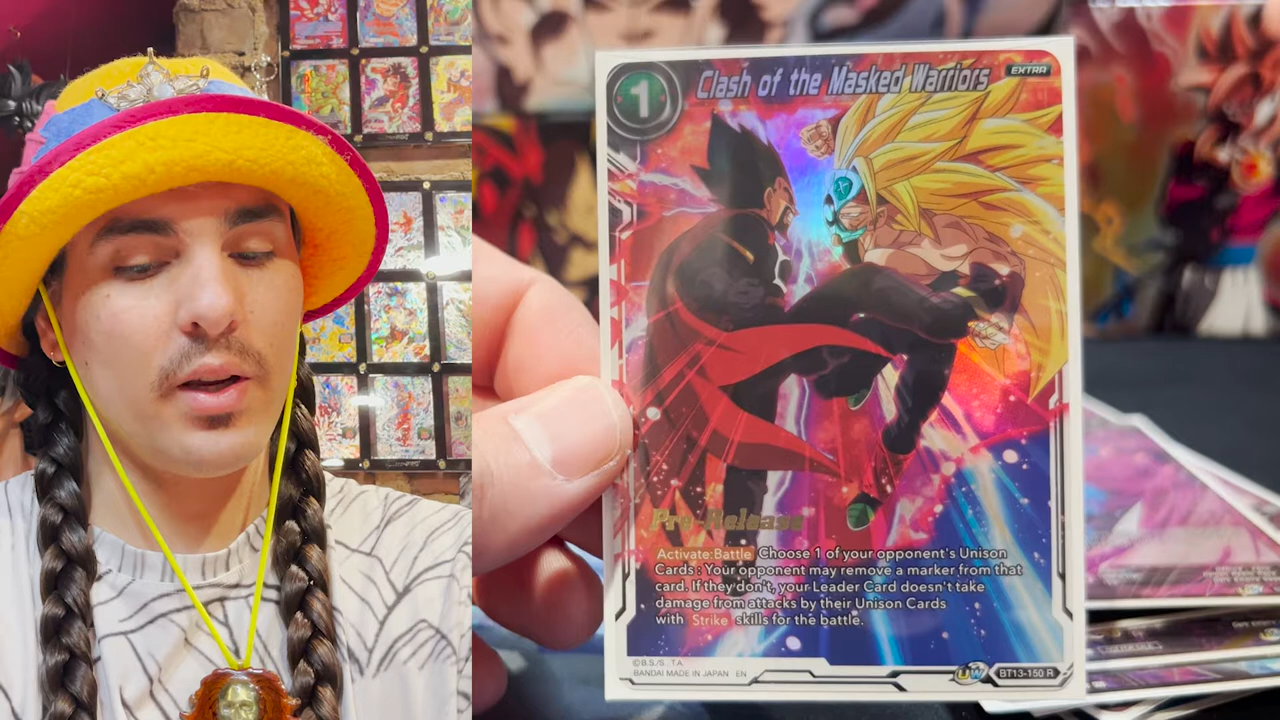 1
Clash of the Masked Warriors
EXTRA
Pre-Release
Activate:Battle Choose 1 of your opponent's Unison
Cards : Your opponent may remove a marker from that
card. If they don't, your Leader Card doesn't take
damage from attacks by their Unison Cards
with Strike skills for the battle.
©B.S./S. T.A.
BANDAI MADE IN JAPAN EN
UW
BT13-150 R